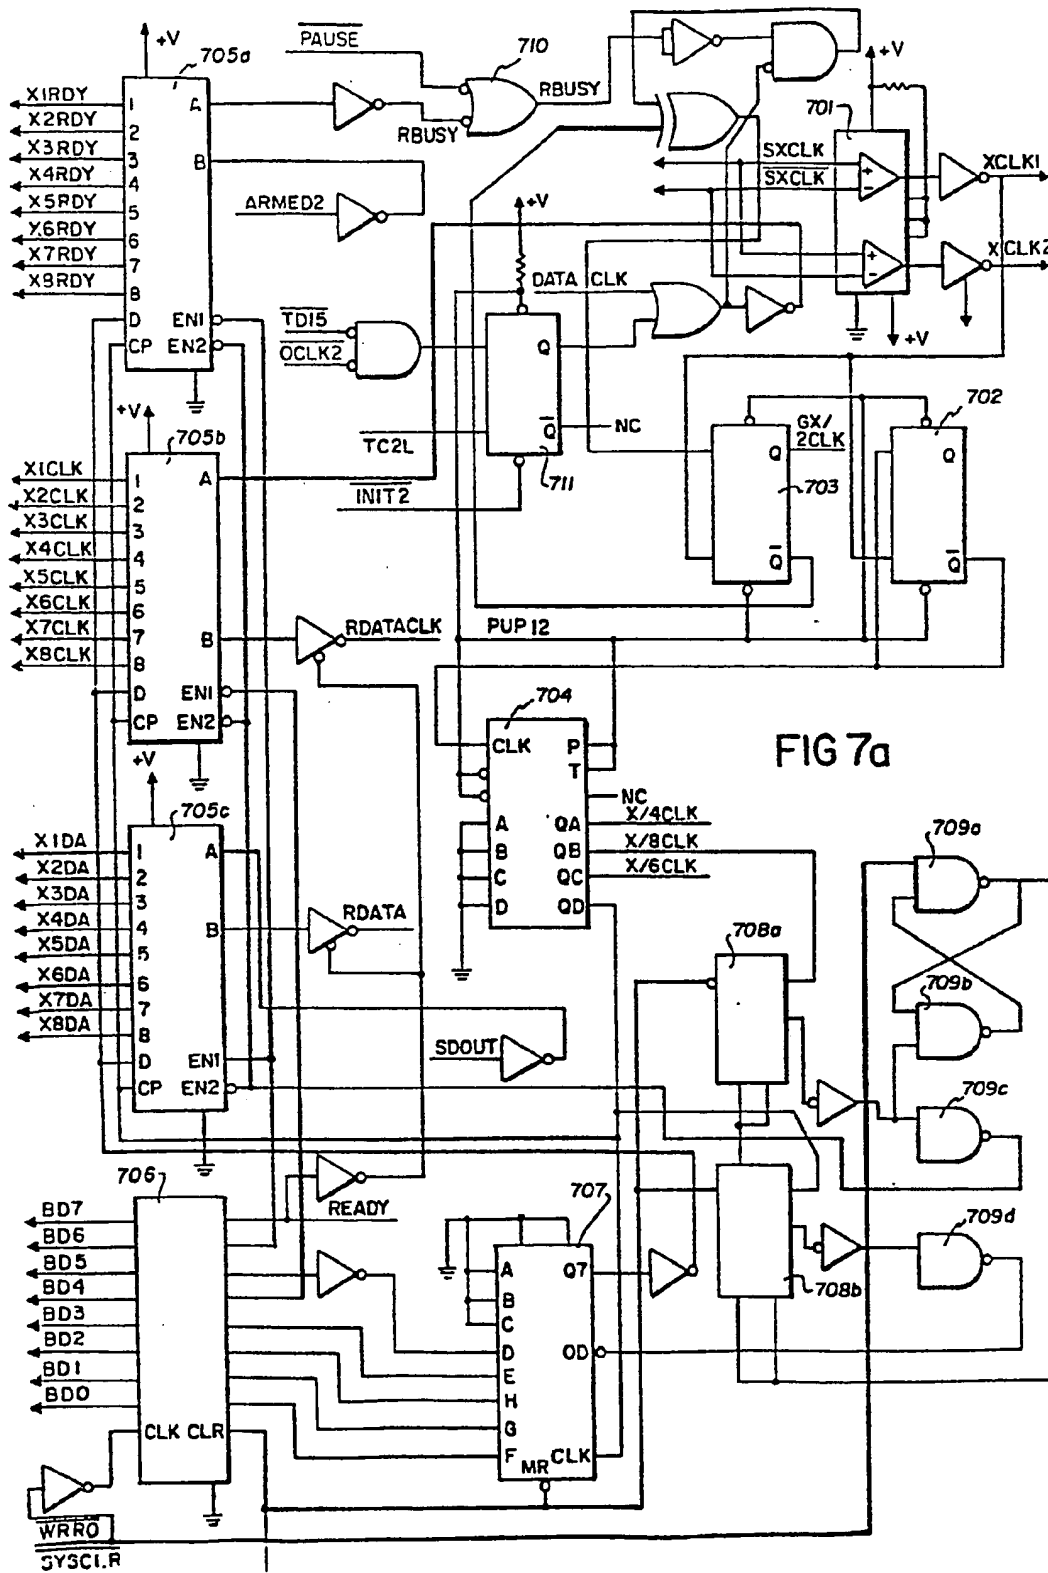 +V
705a
X1RDY 1 A
X2RDY 2
X3RDY 3 B
X4RDY 4
X5RDY 5
X6RDY 6
X7RDY 7
X8RDY 8
D EN1
CP EN2
PAUSE
710
RBUSY
RBUSY
ARMED2
701
+V
SXCLK
SXCLK
+
-
+
-
XCLK1
XCLK2
+V
+V
DATA CLK
TD15
OCLK2
TC2L
Q
Q
NC
711
INIT2
+V
705b
X1CLK 1 A
X2CLK 2
X3CLK 3
X4CLK 4
X5CLK 5
X6CLK 6
X7CLK 7 B
X8CLK 8
D EN1
CP EN2
RDATACLK
703
Q
Q
GX/
2CLK
702
Q
Q
PUP12
704
CLK P
T
NC
A QA X/4CLK
B QB X/8CLK
C QC X/6CLK
D QD
FIG 7a
+V
705c
X1DA 1 A
X2DA 2
X3DA 3
X4DA 4 B
X5DA 5
X6DA 6
X7DA 7
X8DA 8
D EN1
CP EN2
RDATA
SDOUT
708a
709a
709b
709c
709d
708b
706
BD7
BD6
BD5
BD4
BD3
BD2
BD1
BD0
CLK CLR
READY
707
A Q7
B
C
D OD
E
H
G
F CLK
MR
WRRO
SYSCLR